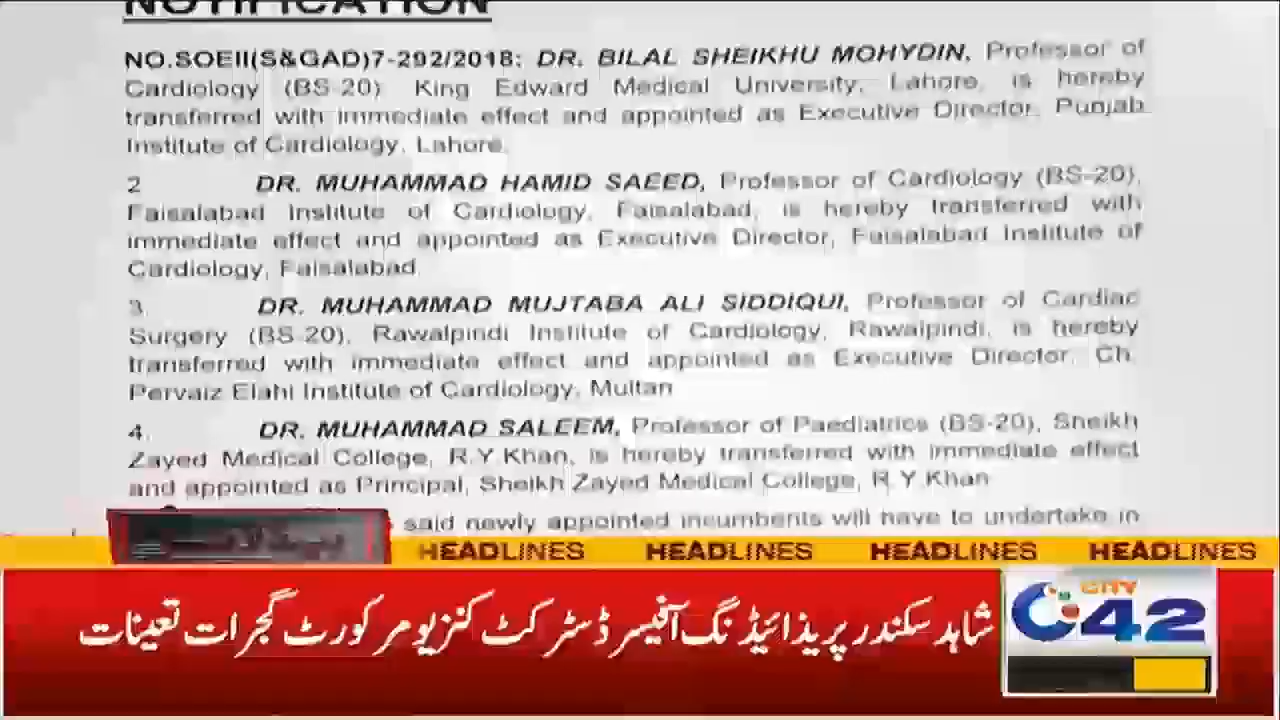 NOTIFICATION
NO.SOEII(S&GAD)7-292/2018: DR. BILAL SHEIKHU MOHYDIN, Professor of
Cardiology (BS-20) King Edward Medical University, Lahore, is hereby
transferred with immediate effect and appointed as Executive Director, Punjab
Institute of Cardiology, Lahore.
2 DR. MUHAMMAD HAMID SAEED, Professor of Cardiology (BS-20),
Faisalabad Institute of Cardiology, Faisalabad, is hereby transferred with
immediate effect and appointed as Executive Director, Faisalabad Institute of
Cardiology, Faisalabad
3 DR. MUHAMMAD MUJTABA ALI SIDDIQUI, Professor of Cardiac
Surgery (BS-20), Rawalpindi Institute of Cardiology, Rawalpindi, is hereby
transferred with immediate effect and appointed as Executive Director, Ch.
Pervaiz Elahi Institute of Cardiology, Multan
4. DR. MUHAMMAD SALEEM, Professor of Paediatrics (BS-20), Sheikh
Zayed Medical College, R.Y.Khan, is hereby transferred with immediate effect
and appointed as Principal, Sheikh Zayed Medical College, R.Y.Khan
said newly appointed incumbents will have to undertake in
HEADLINES HEADLINES HEADLINES HEADLINES
شاہد سکندر پریذائیڈنگ آفیسر ڈسٹرکٹ کنزیومر کورٹ گجرات تعینات
CITY
42